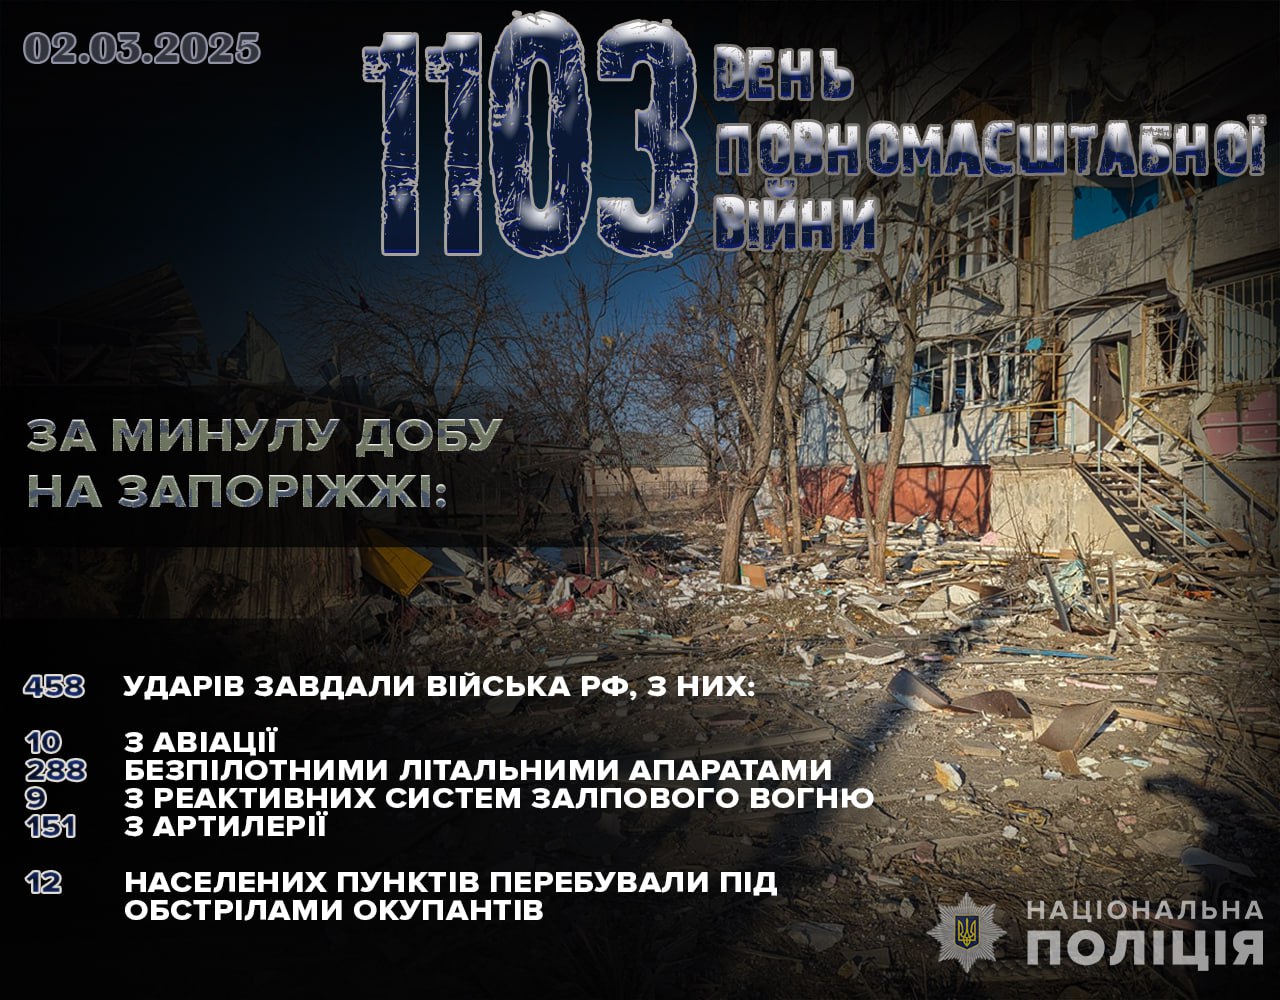 02.03.2025
1103
ДЕНЬ
ПОВНОМАСШТАБНОЇ
ВІЙНИ
ЗА МИНУЛУ ДОБУ
НА ЗАПОРІЖЖІ:
458 УДАРІВ ЗАВДАЛИ ВІЙСЬКА РФ, З НИХ:
10 З АВІАЦІЇ
288 БЕЗПІЛОТНИМИ ЛІТАЛЬНИМИ АПАРАТАМИ
9 З РЕАКТИВНИХ СИСТЕМ ЗАЛПОВОГО ВОГНЮ
151 З АРТИЛЕРІЇ
12 НАСЕЛЕНИХ ПУНКТІВ ПЕРЕБУВАЛИ ПІД
ОБСТРІЛАМИ ОКУПАНТІВ
НАЦІОНАЛЬНА
ПОЛІЦІЯ